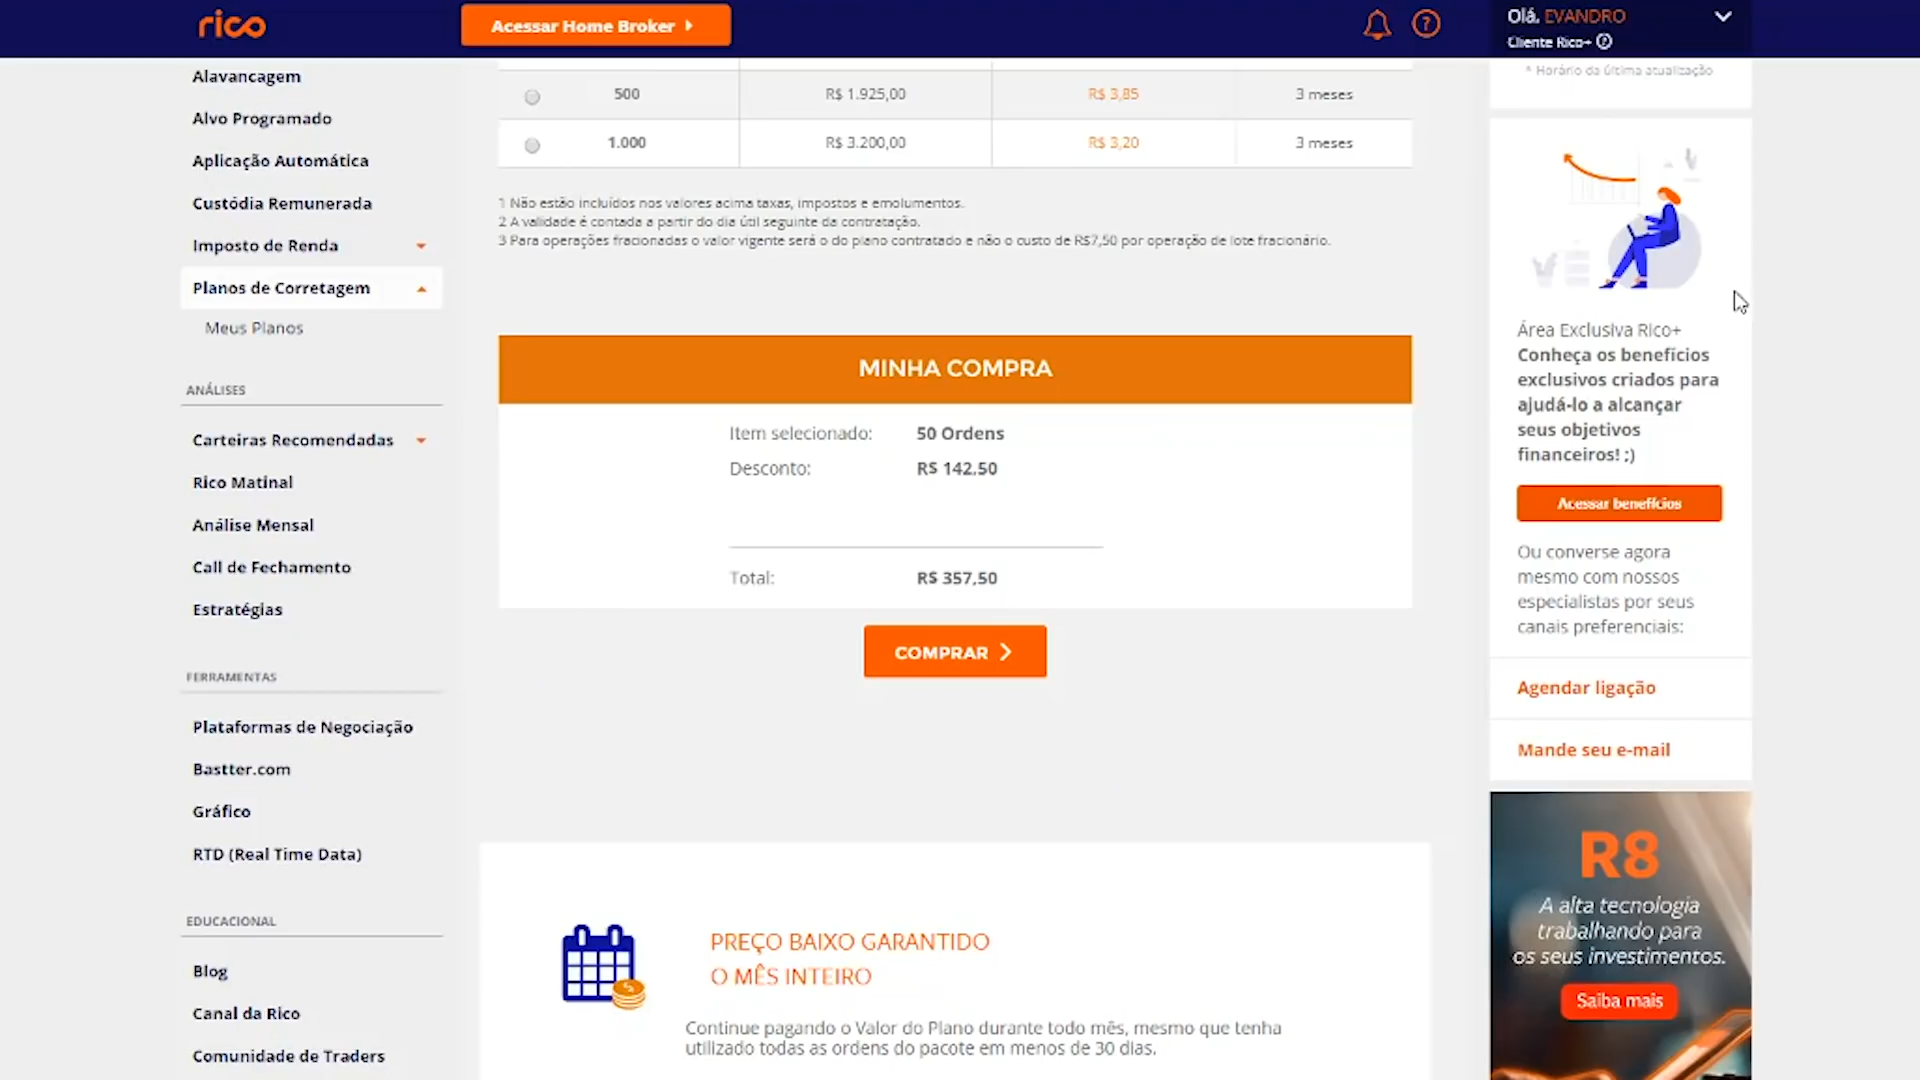 rico
Acessar Home Broker
Olá, EVANDRO
Cliente Rico+
Alavancagem
Alvo Programado
Aplicação Automática
Custódia Remunerada
Imposto de Renda
Planos de Corretagem
Meus Planos
ANÁLISES
Carteiras Recomendadas
Rico Matinal
Análise Mensal
Call de Fechamento
Estratégias
FERRAMENTAS
Plataformas de Negociação
Bastter.com
Gráfico
RTD (Real Time Data)
EDUCACIONAL
Blog
Canal da Rico
Comunidade de Traders
500 R$ 1.925,00 R$ 3,85 3 meses
1.000 R$ 3.200,00 R$ 3,20 3 meses
1 Não estão incluídos nos valores acima taxas, impostos e emolumentos.
2 A validade é contada a partir do dia útil seguinte da contratação.
3 Para operações fracionadas o valor vigente será o do plano contratado e não o custo de R$7,50 por operação de lote fracionário.
MINHA COMPRA
Item selecionado: 50 Ordens
Desconto: R$ 142,50
Total: R$ 357,50
COMPRAR
PREÇO BAIXO GARANTIDO
O MÊS INTEIRO
Continue pagando o Valor do Plano durante todo mês, mesmo que tenha
utilizado todas as ordens do pacote em menos de 30 dias.
* Horário da última atualização
Área Exclusiva Rico+
Conheça os benefícios
exclusivos criados para
ajudá-lo a alcançar
seus objetivos
financeiros! ;)
Acessar benefícios
Ou converse agora
mesmo com nossos
especialistas por seus
canais preferenciais:
Agendar ligação
Mande seu e-mail
R8
A alta tecnologia
trabalhando para
os seus investimentos.
Saiba mais